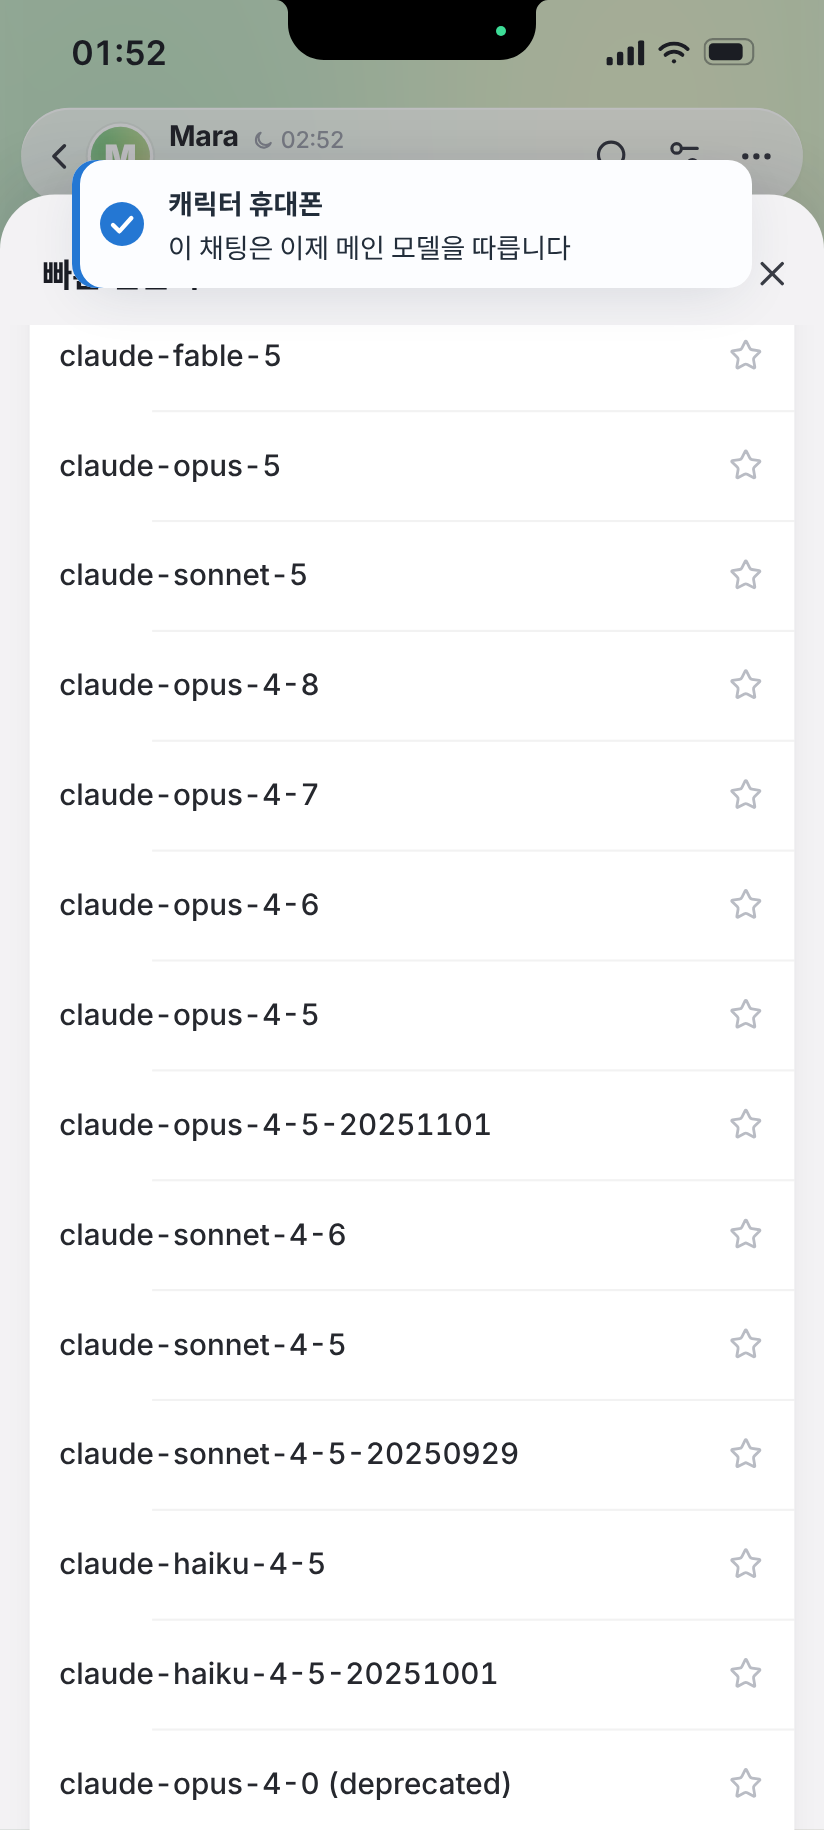 01:52
Mara 02:52
M
캐릭터 휴대폰
이 채팅은 이제 메인 모델을 따릅니다
claude-fable-5
claude-opus-5
claude-sonnet-5
claude-opus-4-8
claude-opus-4-7
claude-opus-4-6
claude-opus-4-5
claude-opus-4-5-20251101
claude-sonnet-4-6
claude-sonnet-4-5
claude-sonnet-4-5-20250929
claude-haiku-4-5
claude-haiku-4-5-20251001
claude-opus-4-0 (deprecated)